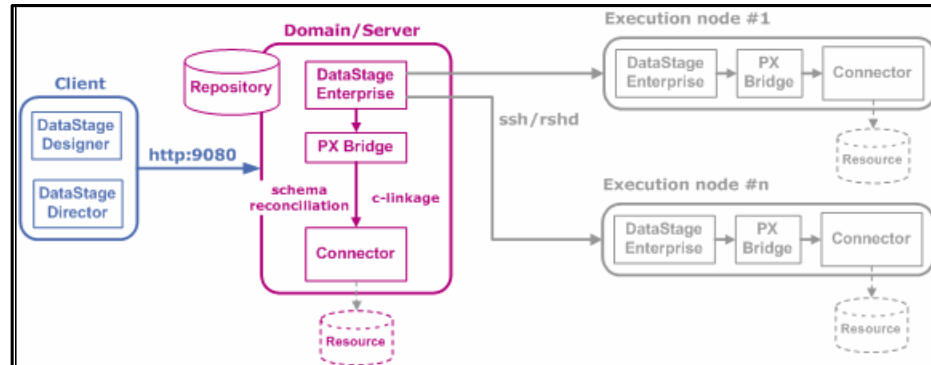 Client
DataStage
Designer
DataStage
Director
http:9080
Domain/Server
Repository
DataStage
Enterprise
PX Bridge
schema
reconciliation
c-linkage
Connector
Resource
ssh/rshd
Execution node #1
DataStage
Enterprise
PX
Bridge
Connector
Resource
Execution node #n
DataStage
Enterprise
PX
Bridge
Connector
Resource